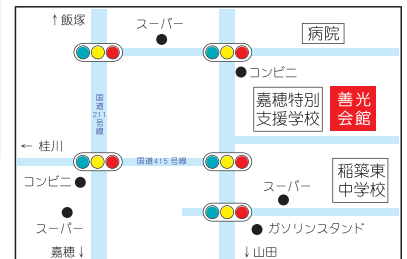 ↑飯塚
スーパー
病院
コンビニ
国道211号線
嘉穂特別
支援学校
善光
会館
← 桂川
国道415号線
稲築東
中学校
コンビニ
スーパー
スーパー
ガソリンスタンド
嘉穂↓
↓山田